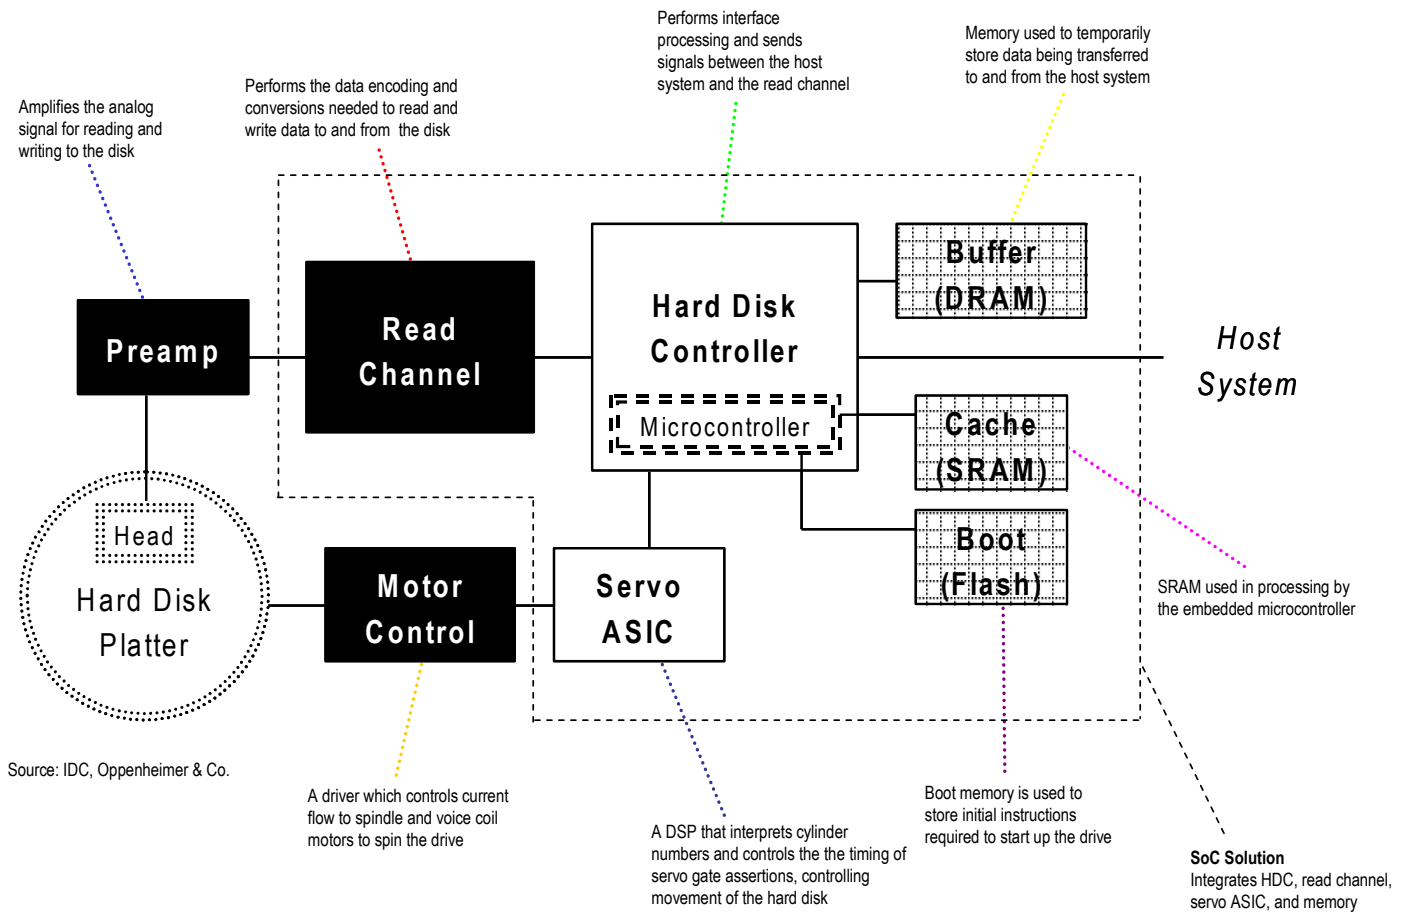 Performs interface
processing and sends
signals between the host
system and the read channel
Memory used to temporarily
store data being transferred
to and from the host system
Performs the data encoding and
conversions needed to read and
write data to and from the disk
Amplifies the analog
signal for reading and
writing to the disk
Buffer
(DRAM)
Hard Disk
Controller
Read
Channel
Preamp
Host
System
Microcontroller
Cache
(SRAM)
Head
Boot
(Flash)
Hard Disk
Platter
Motor
Control
Servo
ASIC
SRAM used in processing by
the embedded microcontroller
Source: IDC, Oppenheimer & Co.
A driver which controls current
flow to spindle and voice coil
motors to spin the drive
A DSP that interprets cylinder
numbers and controls the the timing of
servo gate assertions, controlling
movement of the hard disk
Boot memory is used to
store initial instructions
required to start up the drive
SoC Solution
Integrates HDC, read channel,
servo ASIC, and memory